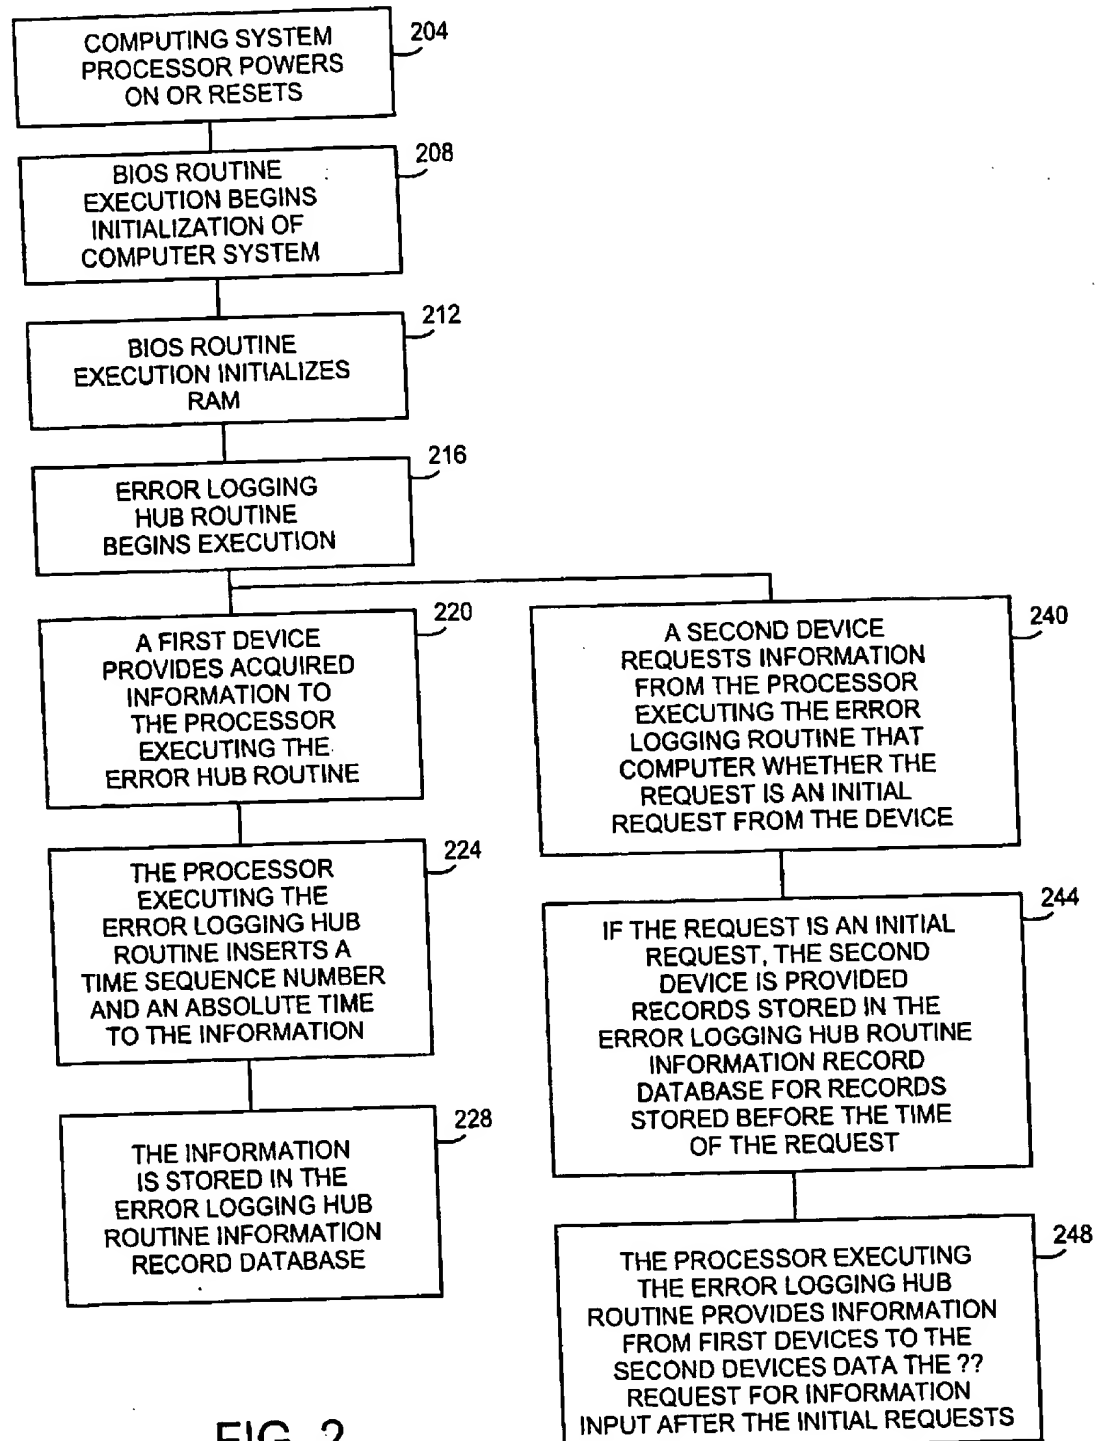 COMPUTING SYSTEM
PROCESSOR POWERS
ON OR RESETS
204
BIOS ROUTINE
EXECUTION BEGINS
INITIALIZATION OF
COMPUTER SYSTEM
208
BIOS ROUTINE
EXECUTION INITIALIZES
RAM
212
ERROR LOGGING
HUB ROUTINE
BEGINS EXECUTION
216
A FIRST DEVICE
PROVIDES ACQUIRED
INFORMATION TO
THE PROCESSOR
EXECUTING THE
ERROR HUB ROUTINE
220
THE PROCESSOR
EXECUTING THE
ERROR LOGGING HUB
ROUTINE INSERTS A
TIME SEQUENCE NUMBER
AND AN ABSOLUTE TIME
TO THE INFORMATION
224
THE INFORMATION
IS STORED IN THE
ERROR LOGGING HUB
ROUTINE INFORMATION
RECORD DATABASE
228
A SECOND DEVICE
REQUESTS INFORMATION
FROM THE PROCESSOR
EXECUTING THE ERROR
LOGGING ROUTINE THAT
COMPUTER WHETHER THE
REQUEST IS AN INITIAL
REQUEST FROM THE DEVICE
240
IF THE REQUEST IS AN INITIAL
REQUEST, THE SECOND
DEVICE IS PROVIDED
RECORDS STORED IN THE
ERROR LOGGING HUB ROUTINE
INFORMATION RECORD
DATABASE FOR RECORDS
STORED BEFORE THE TIME
OF THE REQUEST
244
THE PROCESSOR EXECUTING
THE ERROR LOGGING HUB
ROUTINE PROVIDES INFORMATION
FROM FIRST DEVICES TO THE
SECOND DEVICES DATA THE ??
REQUEST FOR INFORMATION
INPUT AFTER THE INITIAL REQUESTS
248
FIG. 2